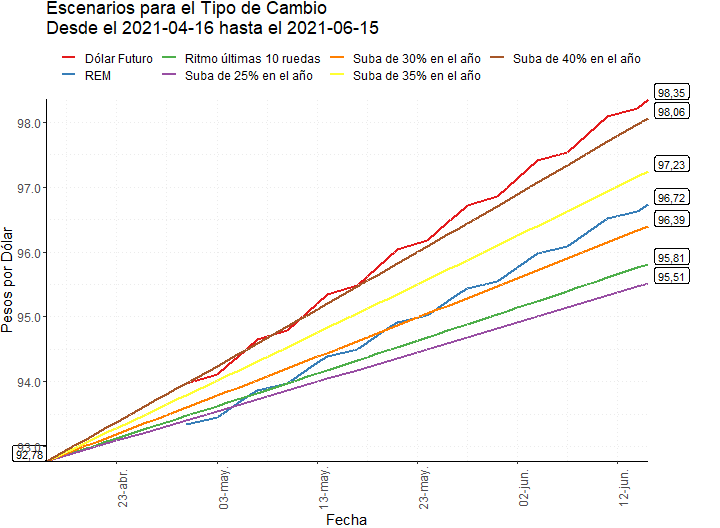 Escenarios para el Tipo de Cambio
Desde el 2021-04-16 hasta el 2021-06-15
Dólar Futuro
Ritmo últimas 10 ruedas
Suba de 30% en el año
Suba de 40% en el año
REM
Suba de 25% en el año
Suba de 35% en el año
98,35
98,06
97,23
96,72
96,39
95,81
95,51
98.0
97.0
96.0
95.0
94.0
93.0
92,78
Pesos por Dólar
23-abr.
03-may.
13-may.
23-may.
02-jun.
12-jun.
Fecha